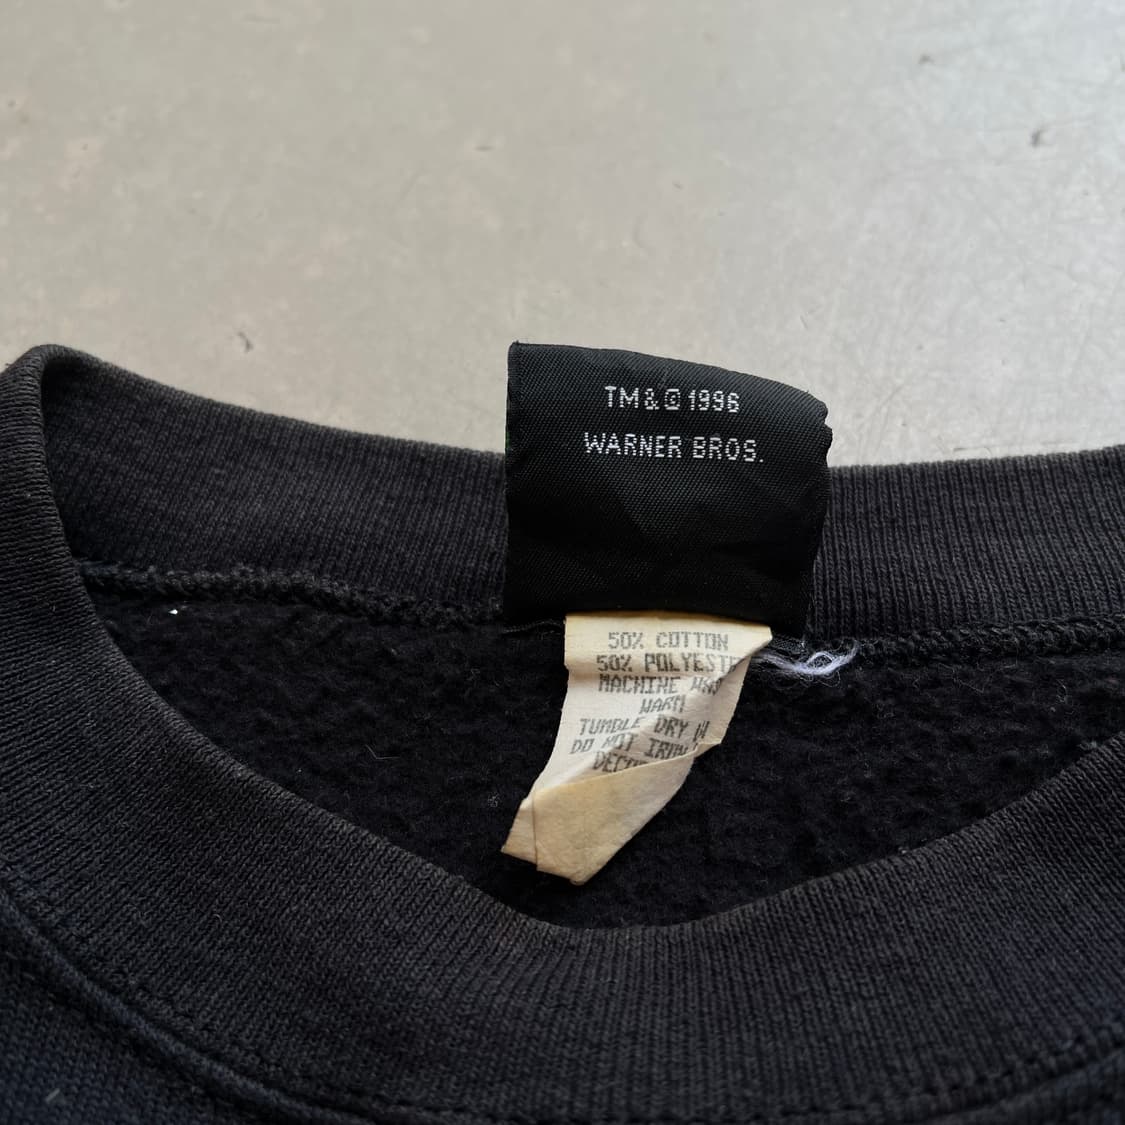 TM & © 1996
WARNER BROS.
50% COTTON
50% POLYESTE
MACHINE WAS
WARM
TUMBLE DRY
DO NOT IRON